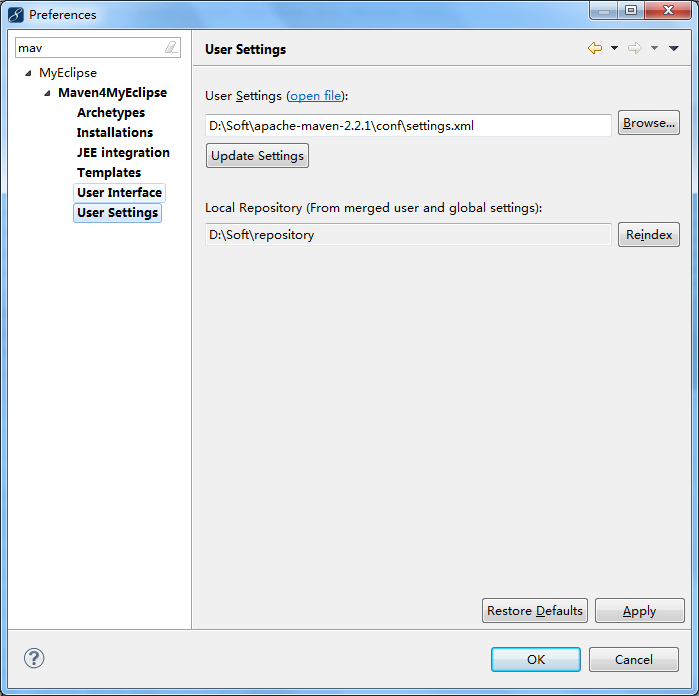 Preferences
mav
MyEclipse
Maven4MyEclipse
Archetypes
Installations
JEE integration
Templates
User Interface
User Settings
User Settings
User Settings (open file):
D:\Soft\apache-maven-2.2.1\conf\settings.xml
Browse...
Update Settings
Local Repository (From merged user and global settings):
D:\Soft\repository
Reindex
Restore Defaults
Apply
?
OK
Cancel